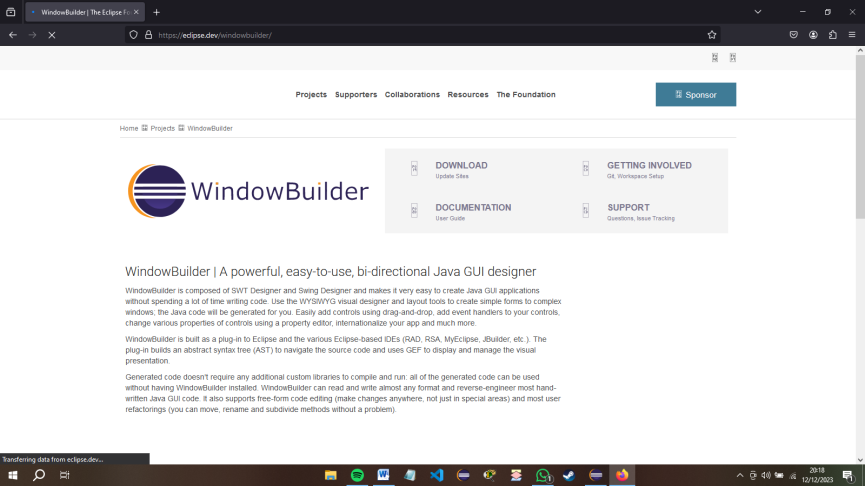 WindowBuilder | The Eclipse Fo
https://eclipse.dev/windowbuilder/
Projects Supporters Collaborations Resources The Foundation
Sponsor
Home Projects WindowBuilder
WindowBuilder
DOWNLOAD
Update Sites
GETTING INVOLVED
Git, Workspace Setup
DOCUMENTATION
User Guide
SUPPORT
Questions, Issue Tracking
WindowBuilder | A powerful, easy-to-use, bi-directional Java GUI designer
WindowBuilder is composed of SWT Designer and Swing Designer and makes it very easy to create Java GUI applications
without spending a lot of time writing code. Use the WYSIWYG visual designer and layout tools to create simple forms to complex
windows; the Java code will be generated for you. Easily add controls using drag-and-drop, add event handlers to your controls,
change various properties of controls using a property editor, internationalize your app and much more.
WindowBuilder is built as a plug-in to Eclipse and the various Eclipse-based IDEs (RAD, RSA, MyEclipse, JBuilder, etc.). The
plug-in builds an abstract syntax tree (AST) to navigate the source code and uses GEF to display and manage the visual
presentation.
Generated code doesn't require any additional custom libraries to compile and run: all of the generated code can be used
without having WindowBuilder installed. WindowBuilder can read and write almost any format and reverse-engineer most hand-
written Java GUI code. It also supports free-form code editing (make changes anywhere, not just in special areas) and most user
refactorings (you can move, rename and subdivide methods without a problem).
Transferring data from eclipse.dev...
20:18
12/12/2023